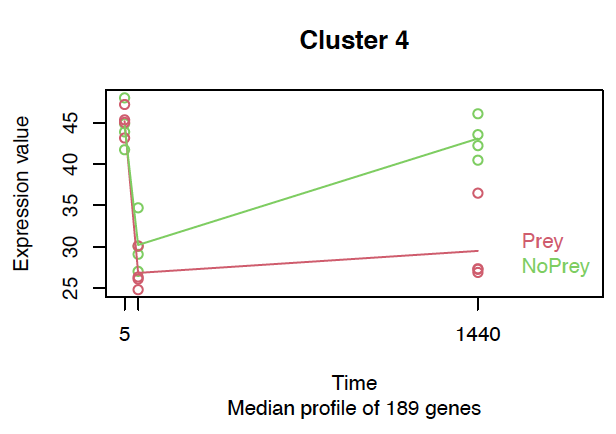 Cluster 4
Expression value
45
40
35
30
25
Prey
NoPrey
5
1440
Time
Median profile of 189 genes